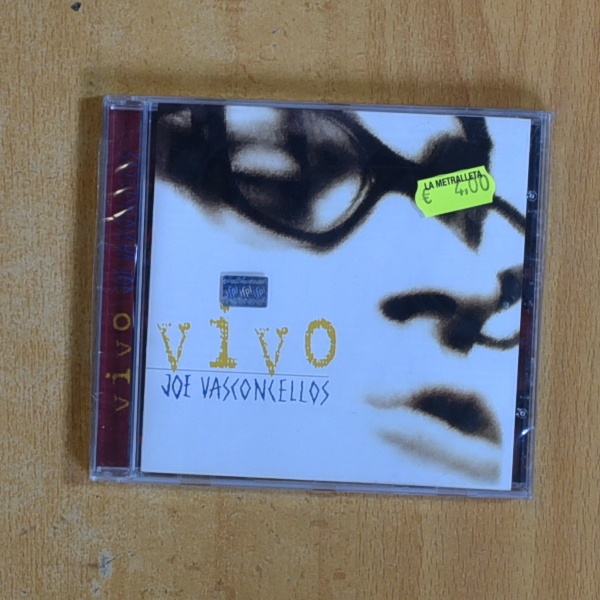 LA METRALLETA
€ 4,00
vivo
JOE VASCONCELLOS
vivo